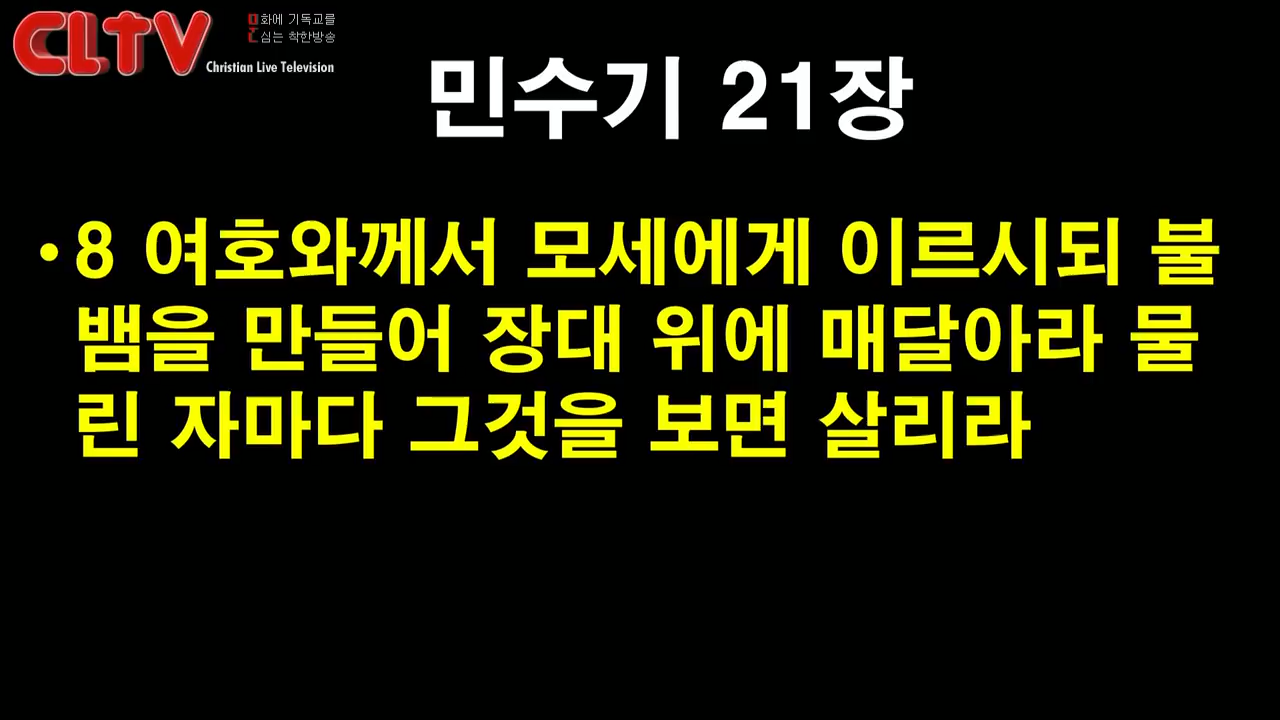 CLTV
문화에 기독교를
심는 착한방송
Christian Live Television
민수기 21장
• 8 여호와께서 모세에게 이르시되 불
뱀을 만들어 장대 위에 매달아라 물
린 자마다 그것을 보면 살리라